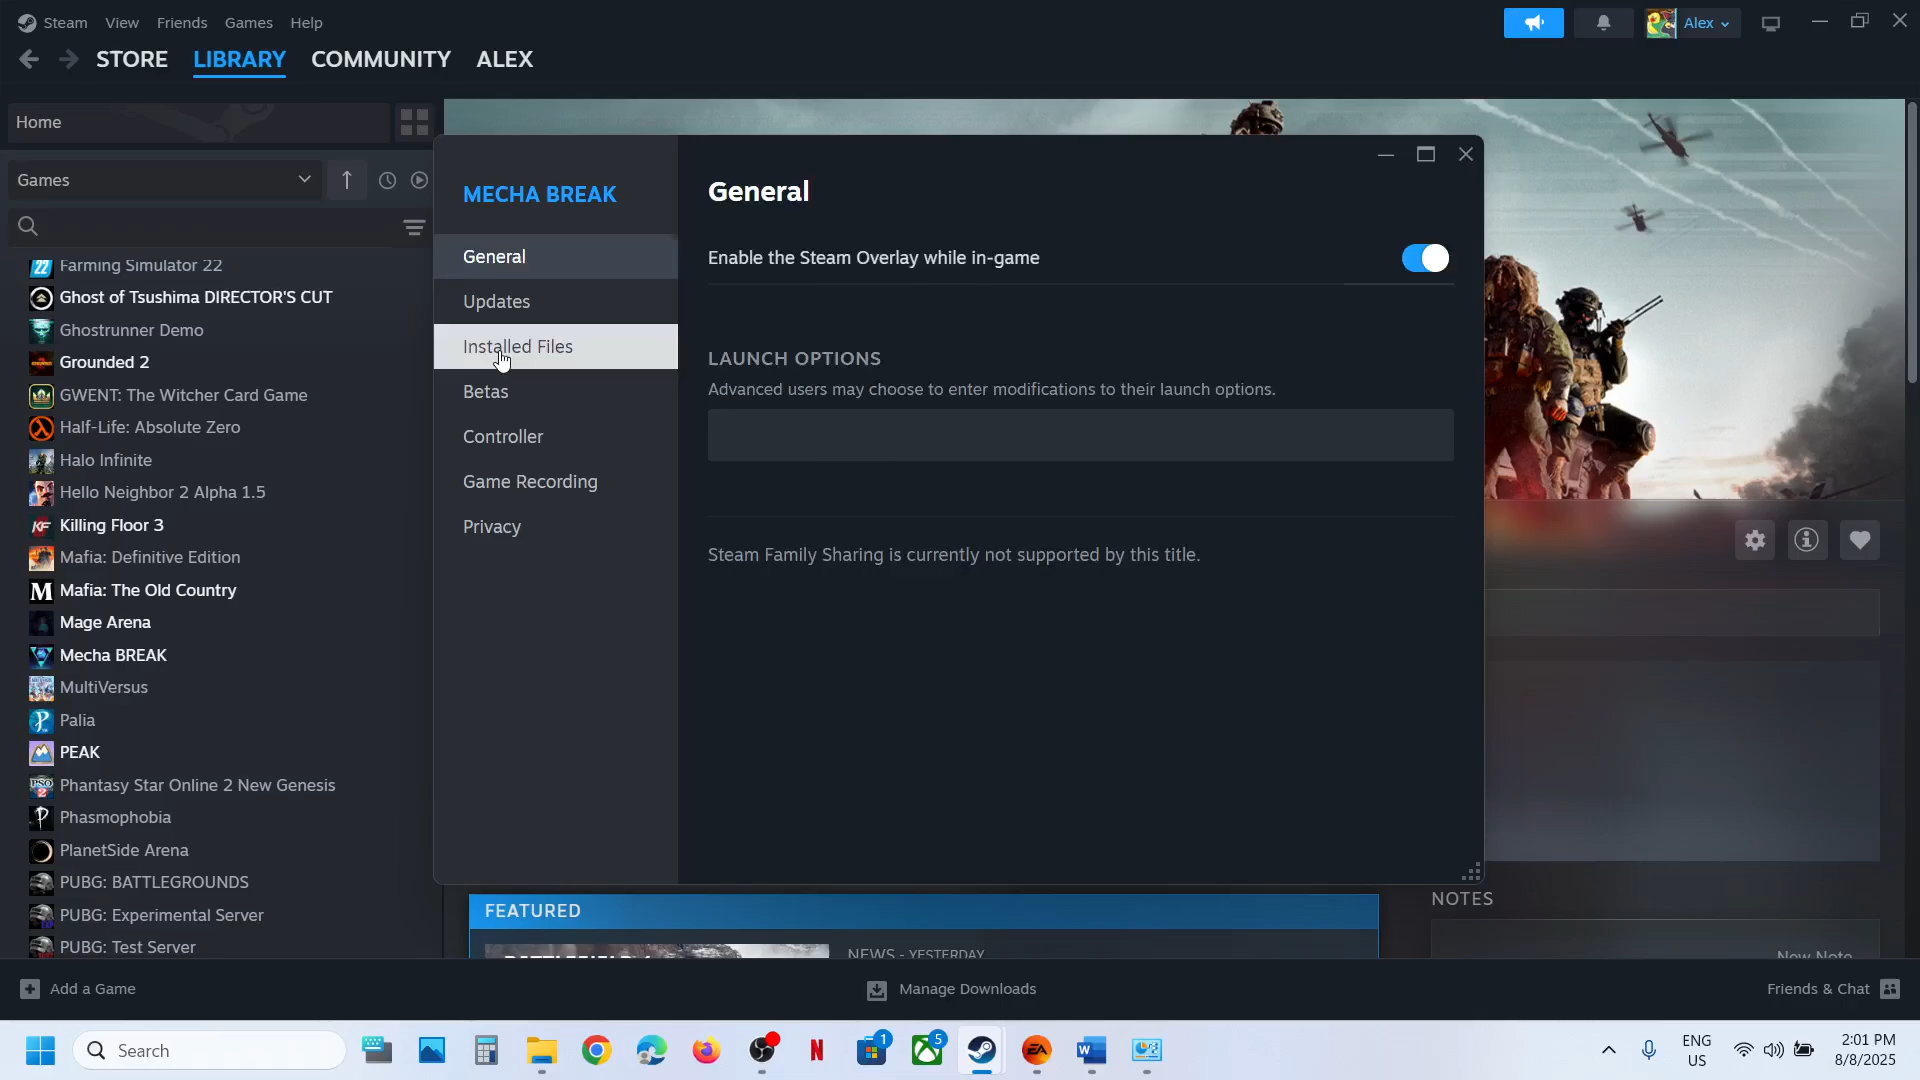 Steam View Friends Games Help
Alex
STORE LIBRARY COMMUNITY ALEX
Home
Games
Farming Simulator 22
Ghost of Tsushima DIRECTOR'S CUT
Ghostrunner Demo
Grounded 2
GWENT: The Witcher Card Game
Half-Life: Absolute Zero
Halo Infinite
Hello Neighbor 2 Alpha 1.5
Killing Floor 3
Mafia: Definitive Edition
Mafia: The Old Country
Mage Arena
Mecha BREAK
MultiVersus
Palia
PEAK
Phantasy Star Online 2 New Genesis
Phasmophobia
PlanetSide Arena
PUBG: BATTLEGROUNDS
PUBG: Experimental Server
PUBG: Test Server
MECHA BREAK
General
Updates
Installed Files
Betas
Controller
Game Recording
Privacy
General
Enable the Steam Overlay while in-game
LAUNCH OPTIONS
Advanced users may choose to enter modifications to their launch options.
Steam Family Sharing is currently not supported by this title.
FEATURED
NEWS - YESTERDAY
NOTES
New Note
Add a Game
Manage Downloads
Friends & Chat
Search
1
5
ENG
US
2:01 PM
8/8/2025